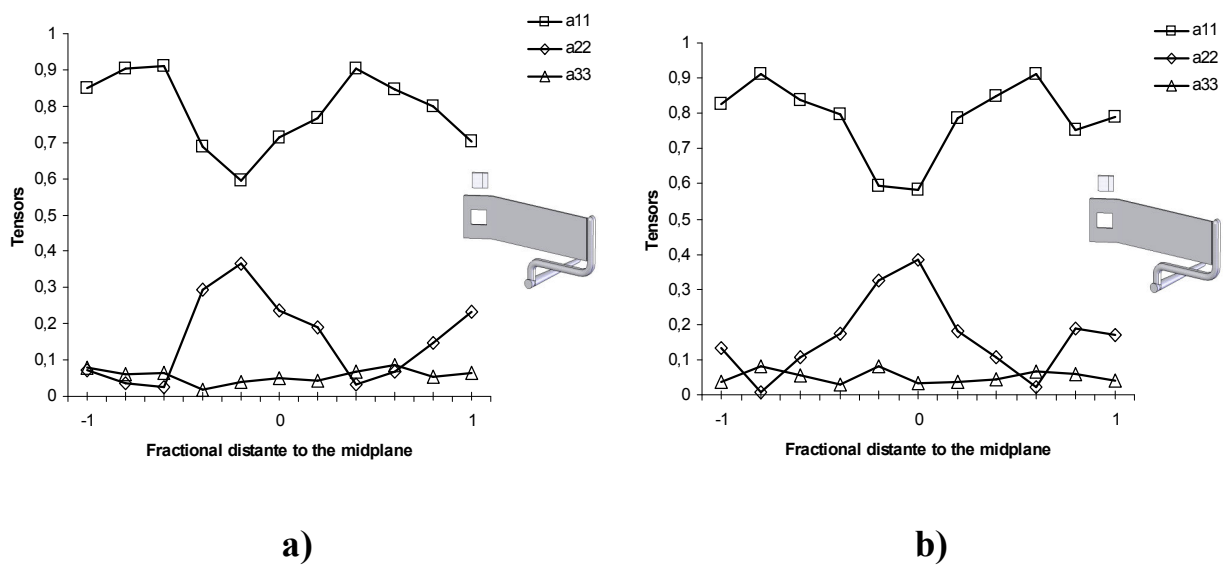 a11
a22
a33
1
0,9
0,8
0,7
0,6
0,5
0,4
0,3
0,2
0,1
0
Tensors
-1 0 1
Fractional distante to the midplane
a)
a11
a22
a33
1
0,9
0,8
0,7
0,6
0,5
0,4
0,3
0,2
0,1
0
Tensors
-1 0 1
Fractional distante to the midplane
b)